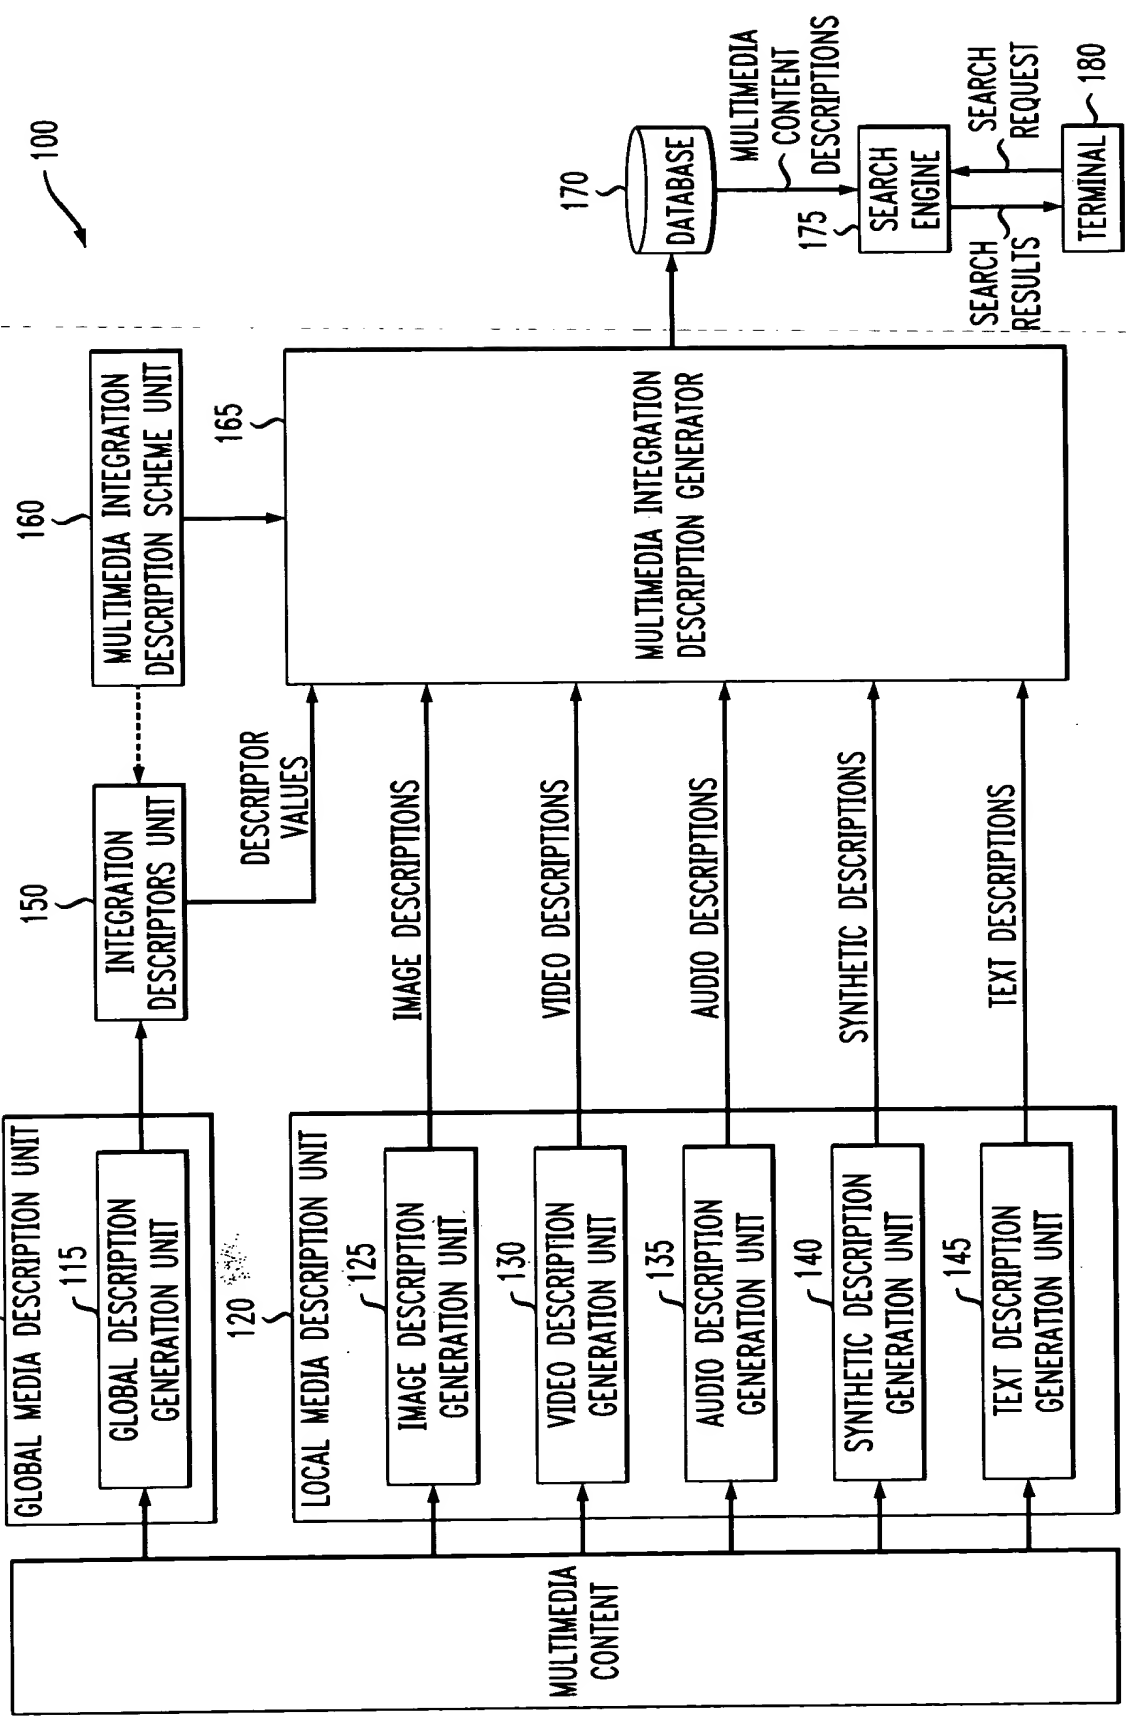 100
MULTIMEDIA
CONTENT
GLOBAL MEDIA DESCRIPTION UNIT
115
GLOBAL DESCRIPTION
GENERATION UNIT
120
LOCAL MEDIA DESCRIPTION UNIT
125
IMAGE DESCRIPTION
GENERATION UNIT
130
VIDEO DESCRIPTION
GENERATION UNIT
135
AUDIO DESCRIPTION
GENERATION UNIT
140
SYNTHETIC DESCRIPTION
GENERATION UNIT
145
TEXT DESCRIPTION
GENERATION UNIT
150
INTEGRATION
DESCRIPTORS UNIT
DESCRIPTOR
VALUES
IMAGE DESCRIPTIONS
VIDEO DESCRIPTIONS
AUDIO DESCRIPTIONS
SYNTHETIC DESCRIPTIONS
TEXT DESCRIPTIONS
160
MULTIMEDIA INTEGRATION
DESCRIPTION SCHEME UNIT
165
MULTIMEDIA INTEGRATION
DESCRIPTION GENERATOR
170
DATABASE
MULTIMEDIA
CONTENT
DESCRIPTIONS
175
SEARCH
ENGINE
SEARCH
REQUEST
SEARCH
RESULTS
TERMINAL
180